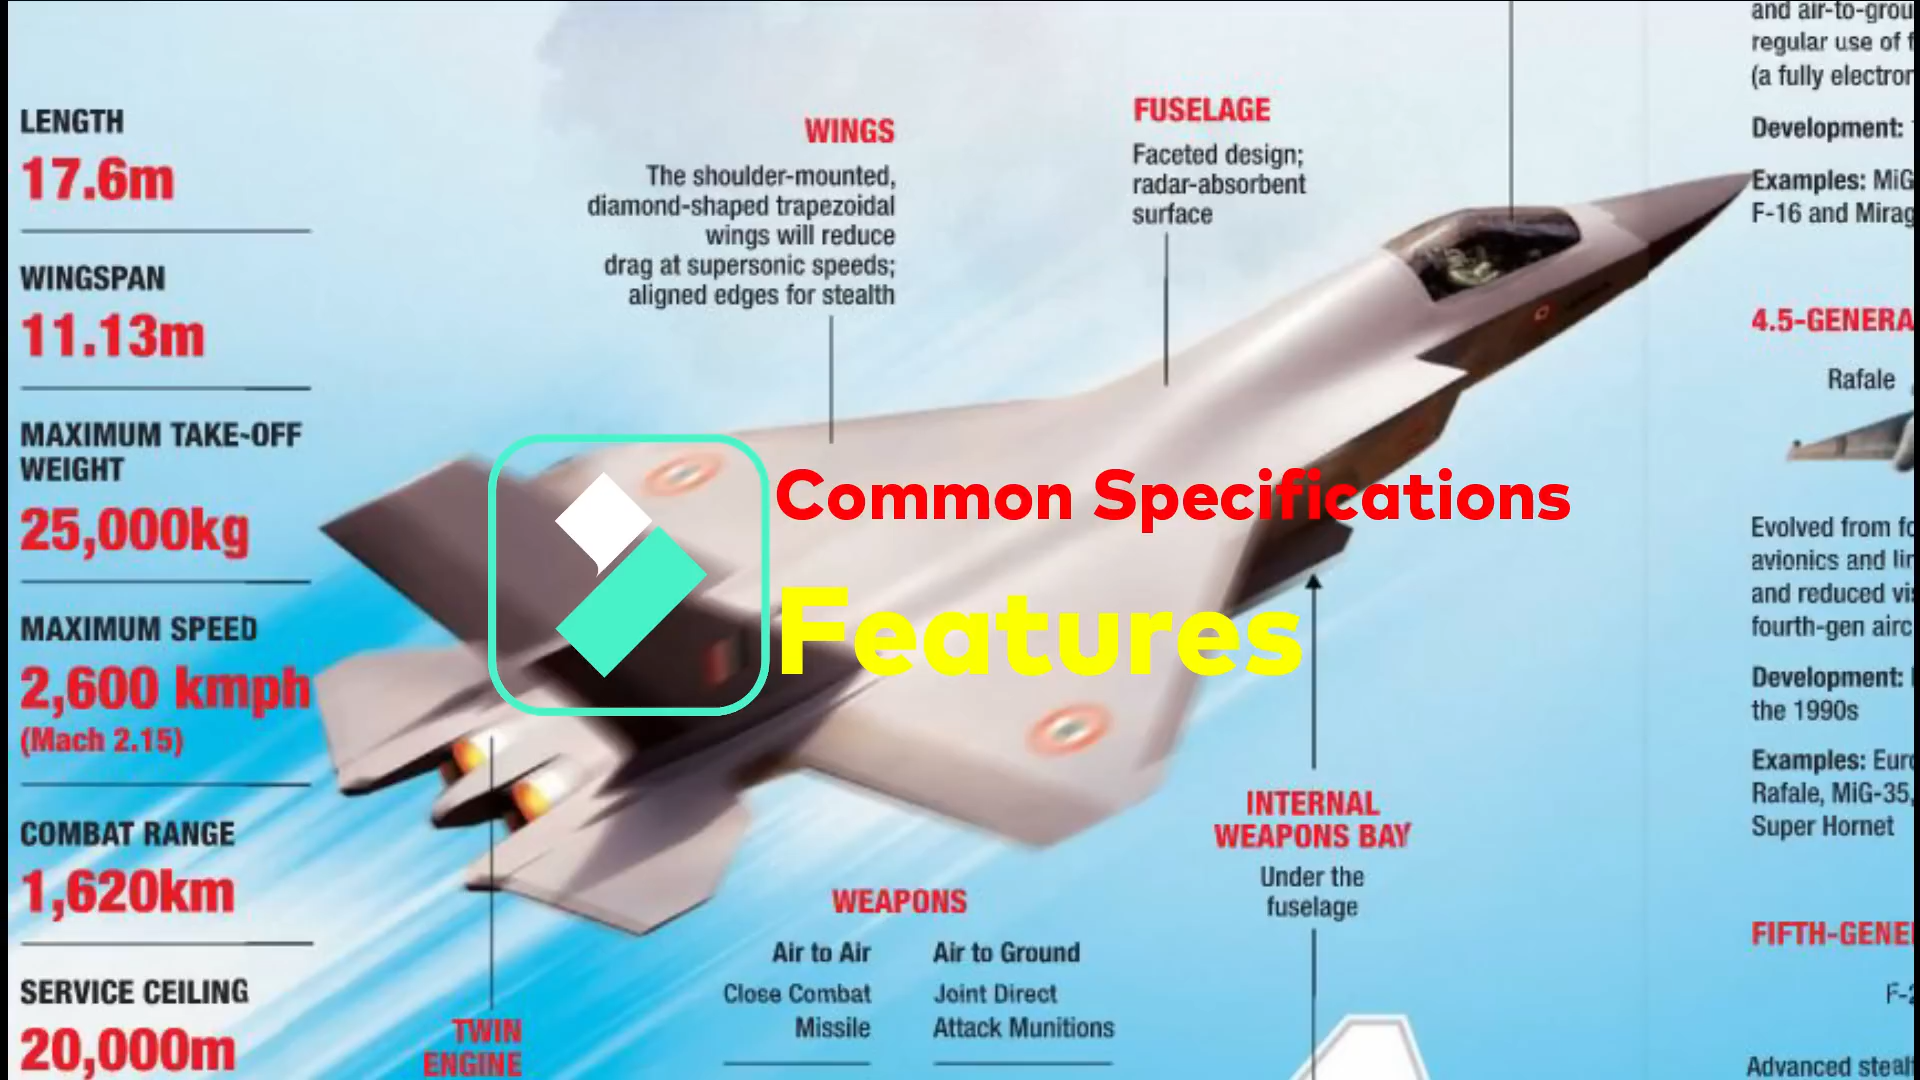 LENGTH
17.6m
WINGSPAN
11.13m
MAXIMUM TAKE-OFF
WEIGHT
25,000kg
MAXIMUM SPEED
2,600 kmph
(Mach 2.15)
COMBAT RANGE
1,620km
SERVICE CEILING
20,000m
WINGS
The shoulder-mounted,
diamond-shaped trapezoidal
wings will reduce
drag at supersonic speeds;
aligned edges for stealth
FUSELAGE
Faceted design;
radar-absorbent
surface
Common Specifications
Features
TWIN
ENGINE
WEAPONS
Air to Air
Close Combat
Missile
Air to Ground
Joint Direct
Attack Munitions
INTERNAL
WEAPONS BAY
Under the
fuselage
and air-to-grou
regular use of f
(a fully electror
Development:
Examples: MiG
F-16 and Mirag
4.5-GENERA
Rafale
Evolved from fo
avionics and lin
and reduced vis
fourth-gen airc
Development:
the 1990s
Examples: Euro
Rafale, MiG-35,
Super Hornet
FIFTH-GENE
F-2
Advanced steal